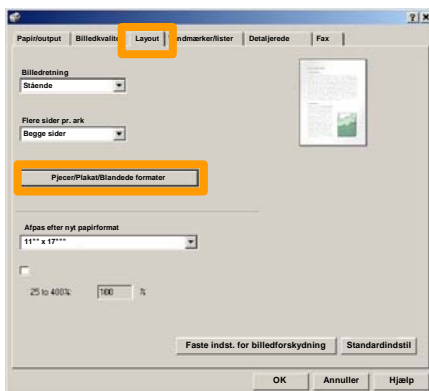 Papir/output Billedkvalite Layout ndmærker/lister Detaljerede Fax
Billedretning
Stående
Flere sider pr. ark
Begge sider
Pjecer/Plakat/Blandede formater
Afpas efter nyt papirformat
11"" x 17"""
25 to 400%: 100 %
Faste indst. for billedforskydning Standardindstil
OK Annuller Hjælp